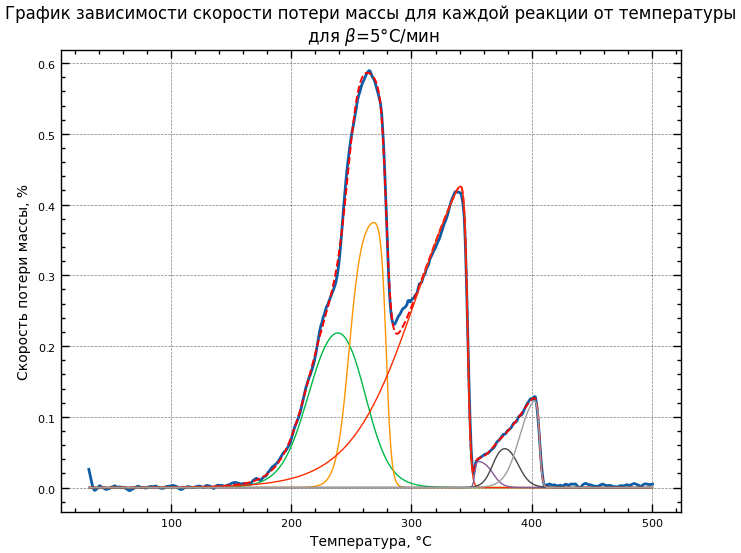 График зависимости скорости потери массы для каждой реакции от температуры
для β=5°C/мин
0.6
0.5
0.4
0.3
0.2
0.1
0.0
Скорость потери массы, %
100 200 300 400 500
Температура, °C